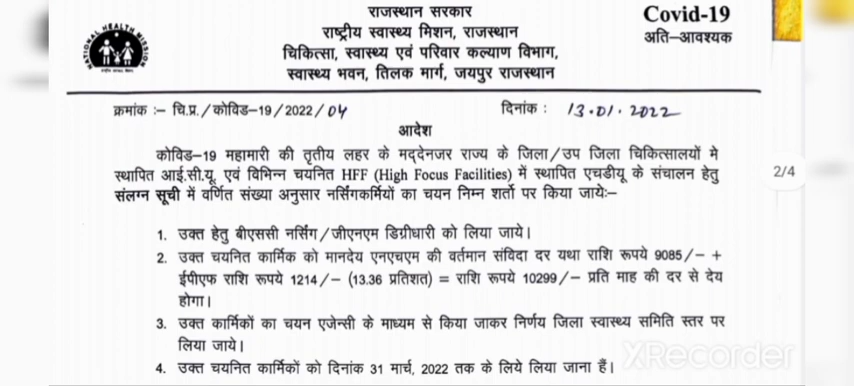 राजस्थान सरकार
Covid-19
राष्ट्रीय स्वास्थ्य मिशन, राजस्थान
अति-आवश्यक
चिकित्सा, स्वास्थ्य एवं परिवार कल्याण विभाग,
स्वास्थ्य भवन, तिलक मार्ग, जयपुर राजस्थान
NATIONAL HEALTH MISSION
क्रमांक :– चि.प्र./कोविड–19/2022/04
दिनांक : 13.01.2022
आदेश
कोविड–19 महामारी की तृतीय लहर के मद्देनजर राज्य के जिला/उप जिला चिकित्सालयों मे
स्थापित आई.सी.यू. एवं विभिन्न चयनित HFF (High Focus Facilities) में स्थापित एचडीयू के संचालन हेतु
2/4
संलग्न सूची में वर्णित संख्या अनुसार नर्सिंगकर्मियों का चयन निम्न शर्तो पर किया जाये:–
1. उक्त हेतु बीएससी नर्सिंग/जीएनएम डिग्रीधारी को लिया जाये।
2. उक्त चयनित कार्मिक को मानदेय एनएचएम की वर्तमान संविदा दर यथा राशि रूपये 9085/– +
ईपीएफ राशि रूपये 1214/– (13.36 प्रतिशत) = राशि रूपये 10299/– प्रति माह की दर से देय
होगा।
3. उक्त कार्मिकों का चयन एजेन्सी के माध्यम से किया जाकर निर्णय जिला स्वास्थ्य समिति स्तर पर
लिया जाये।
4. उक्त चयनित कार्मिकों को दिनांक 31 मार्च, 2022 तक के लिये लिया जाना हैं।
XRecorder